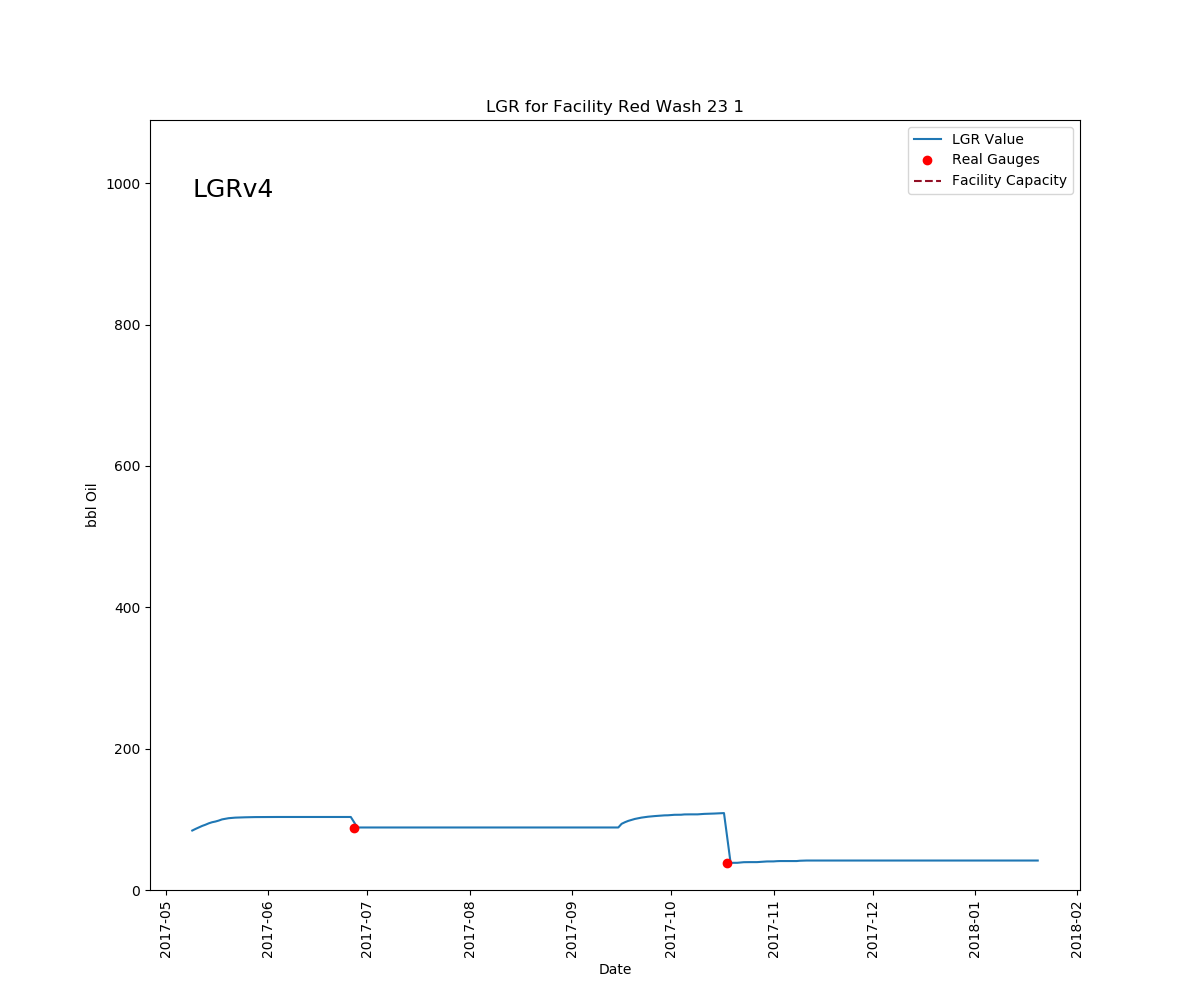 LGR for Facility Red Wash 23 1
LGR Value
Real Gauges
Facility Capacity
LGRv4
1000
800
600
400
200
0
bbl Oil
2017-05
2017-06
2017-07
2017-08
2017-09
2017-10
2017-11
2017-12
2018-01
2018-02
Date